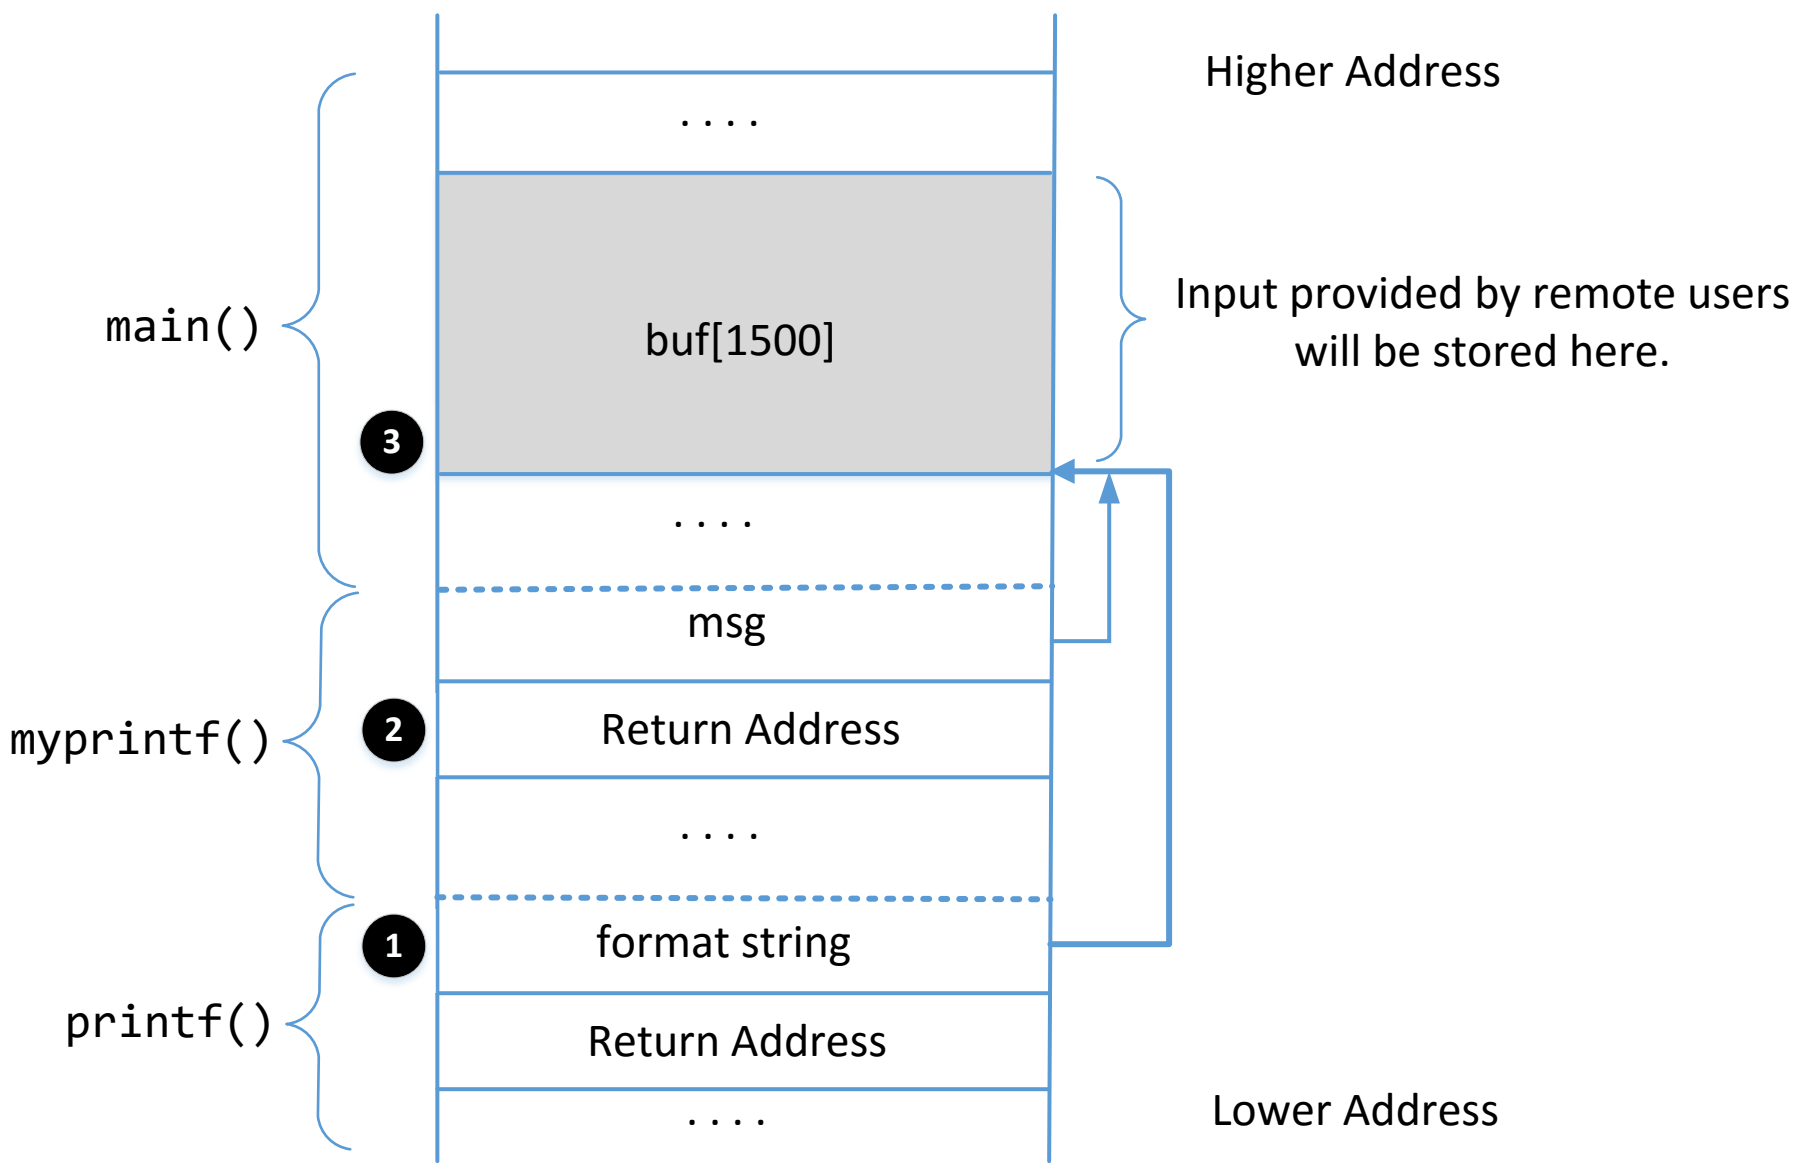 Higher Address
. . . .
main()
buf[1500]
Input provided by remote users
will be stored here.
3
. . . .
msg
myprintf()
2
Return Address
. . . .
1
format string
printf()
Return Address
. . . .
Lower Address